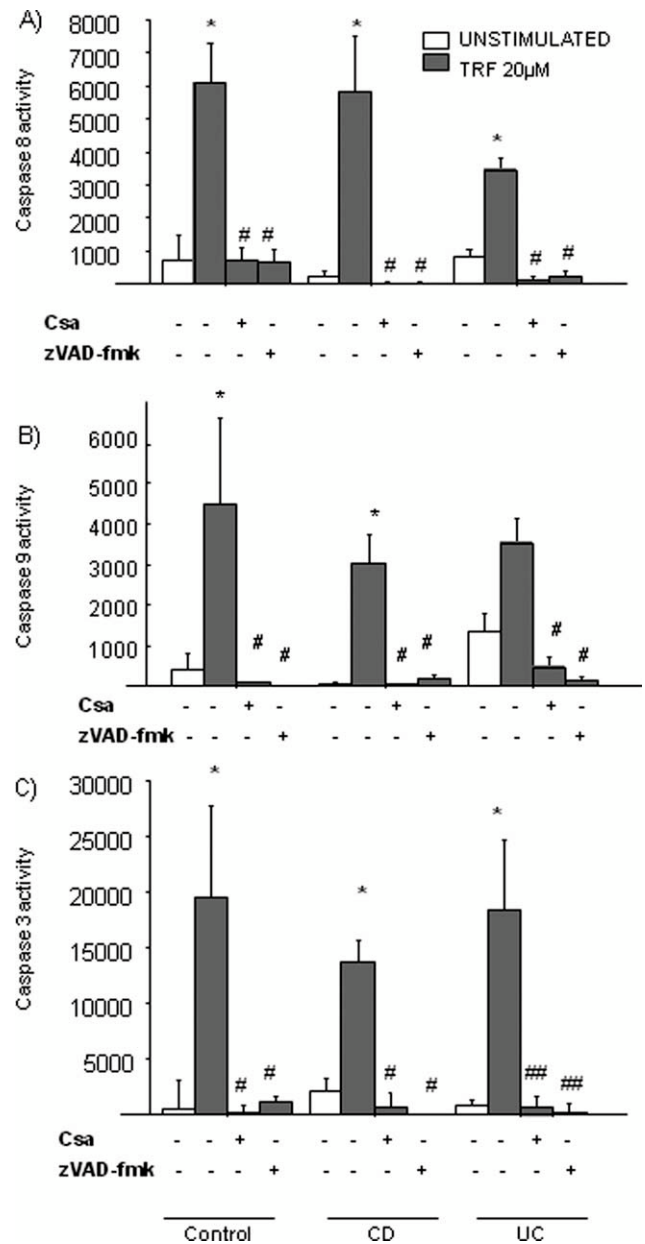 A)
8000
7000
6000
5000
4000
3000
2000
1000
Caspase 8 activity
UNSTIMULATED
TRF 20µM
* * *
# # # # # #
Csa - - + - - - + - - - + -
zVAD-fmk - - - + - - - + - - - +
B)
6000
5000
4000
3000
2000
1000
Caspase 9 activity
* *
# # # # # #
Csa - - + - - - + - - - + -
zVAD-fmk - - - + - - - + - - - +
C)
30000
25000
20000
15000
10000
5000
Caspase 3 activity
* * *
# # # # ## ##
Csa - - + - - - + - - - + -
zVAD-fmk - - - + - - - + - - - +
Control CD UC